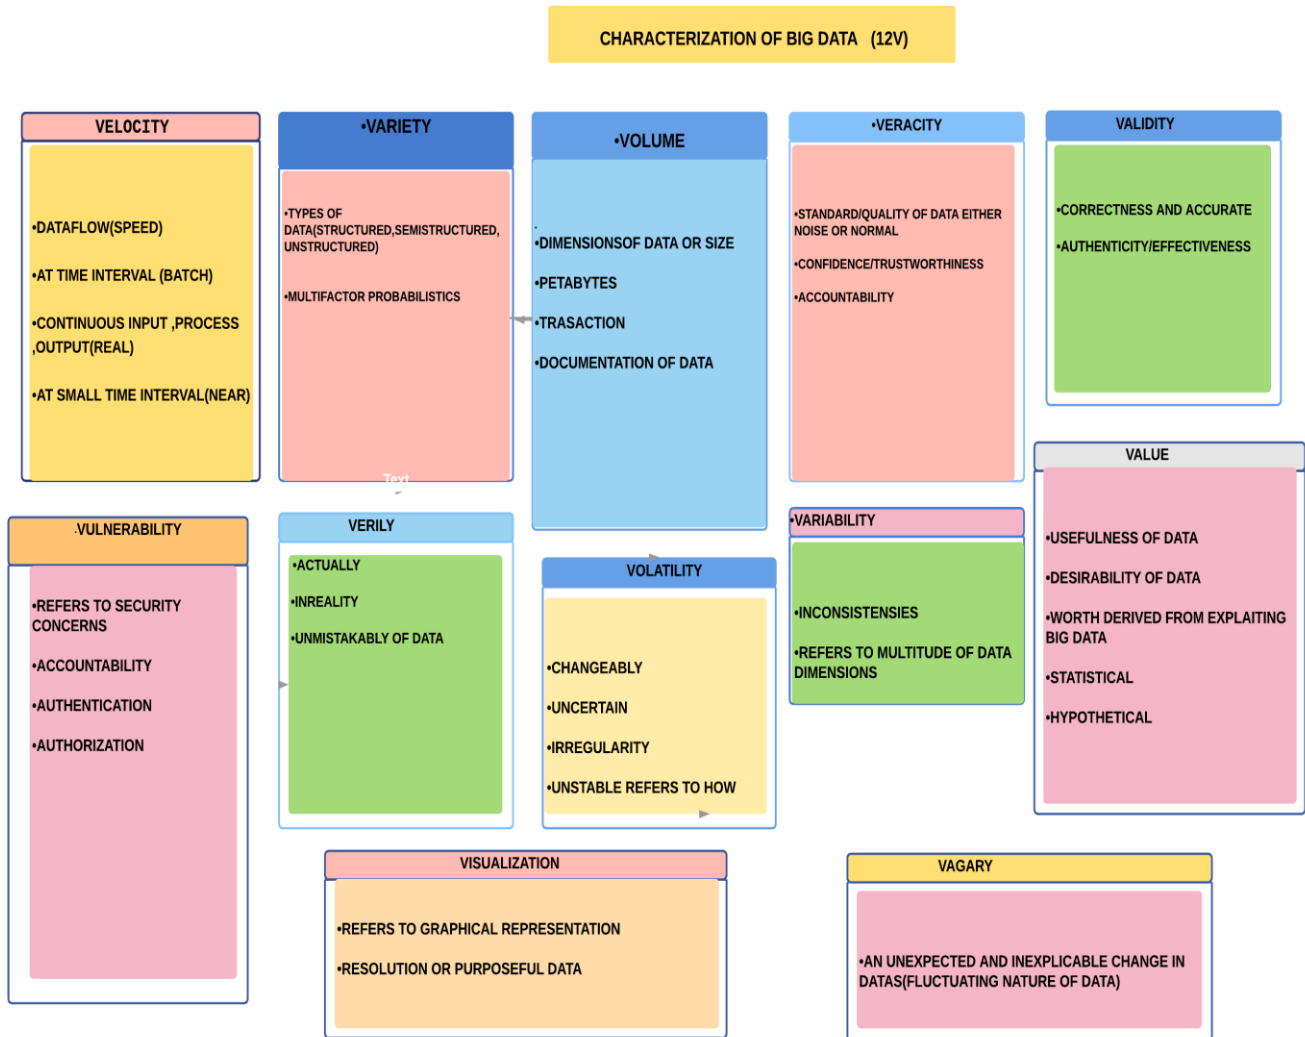 CHARACTERIZATION OF BIG DATA (12V)
VELOCITY
•DATAFLOW(SPEED)
•AT TIME INTERVAL (BATCH)
•CONTINUOUS INPUT ,PROCESS
,OUTPUT(REAL)
•AT SMALL TIME INTERVAL(NEAR)
•VARIETY
•TYPES OF
DATA(STRUCTURED,SEMISTRUCTURED,
UNSTRUCTURED)
•MULTIFACTOR PROBABILISTICS
Text
•VOLUME
.
•DIMENSIONSOF DATA OR SIZE
•PETABYTES
•TRASACTION
•DOCUMENTATION OF DATA
•VERACITY
•STANDARD/QUALITY OF DATA EITHER
NOISE OR NORMAL
•CONFIDENCE/TRUSTWORTHINESS
•ACCOUNTABILITY
VALIDITY
•CORRECTNESS AND ACCURATE
•AUTHENTICITY/EFFECTIVENESS
.VULNERABILITY
•REFERS TO SECURITY
CONCERNS
•ACCOUNTABILITY
•AUTHENTICATION
•AUTHORIZATION
VERILY
•ACTUALLY
•INREALITY
•UNMISTAKABLY OF DATA
VOLATILITY
•CHANGEABLY
•UNCERTAIN
•IRREGULARITY
•UNSTABLE REFERS TO HOW
•VARIABILITY
•INCONSISTENSIES
•REFERS TO MULTITUDE OF DATA
DIMENSIONS
VALUE
•USEFULNESS OF DATA
•DESIRABILITY OF DATA
•WORTH DERIVED FROM EXPLAITING
BIG DATA
•STATISTICAL
•HYPOTHETICAL
VISUALIZATION
•REFERS TO GRAPHICAL REPRESENTATION
•RESOLUTION OR PURPOSEFUL DATA
VAGARY
•AN UNEXPECTED AND INEXPLICABLE CHANGE IN
DATAS(FLUCTUATING NATURE OF DATA)